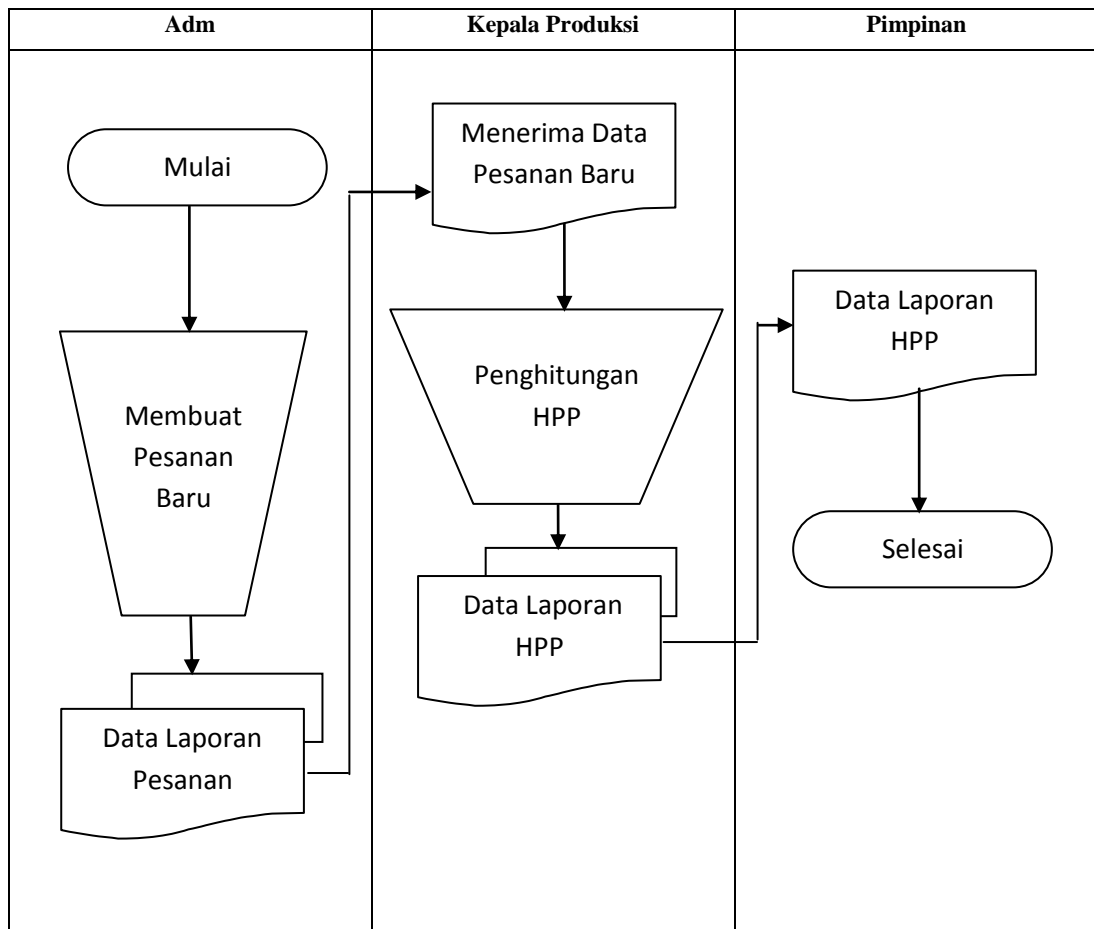 Adm
Kepala Produksi
Pimpinan
Mulai
Membuat
Pesanan
Baru
Data Laporan
Pesanan
Menerima Data
Pesanan Baru
Penghitungan
HPP
Data Laporan
HPP
Data Laporan
HPP
Selesai